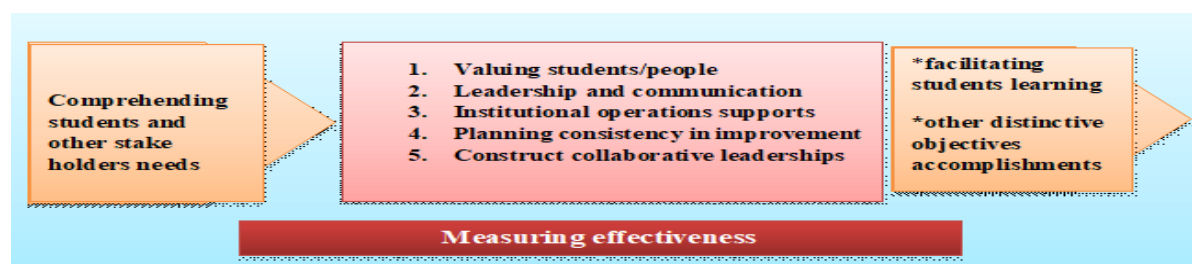 Comprehending
students and
other stake
holders needs
1. Valuing students/people
2. Leadership and communication
3. Institutional operations supports
4. Planning consistency in improvement
5. Construct collaborative leaderships
*facilitating
students learning
*other distinctive
objectives
accomplishments
Measuring effectiveness